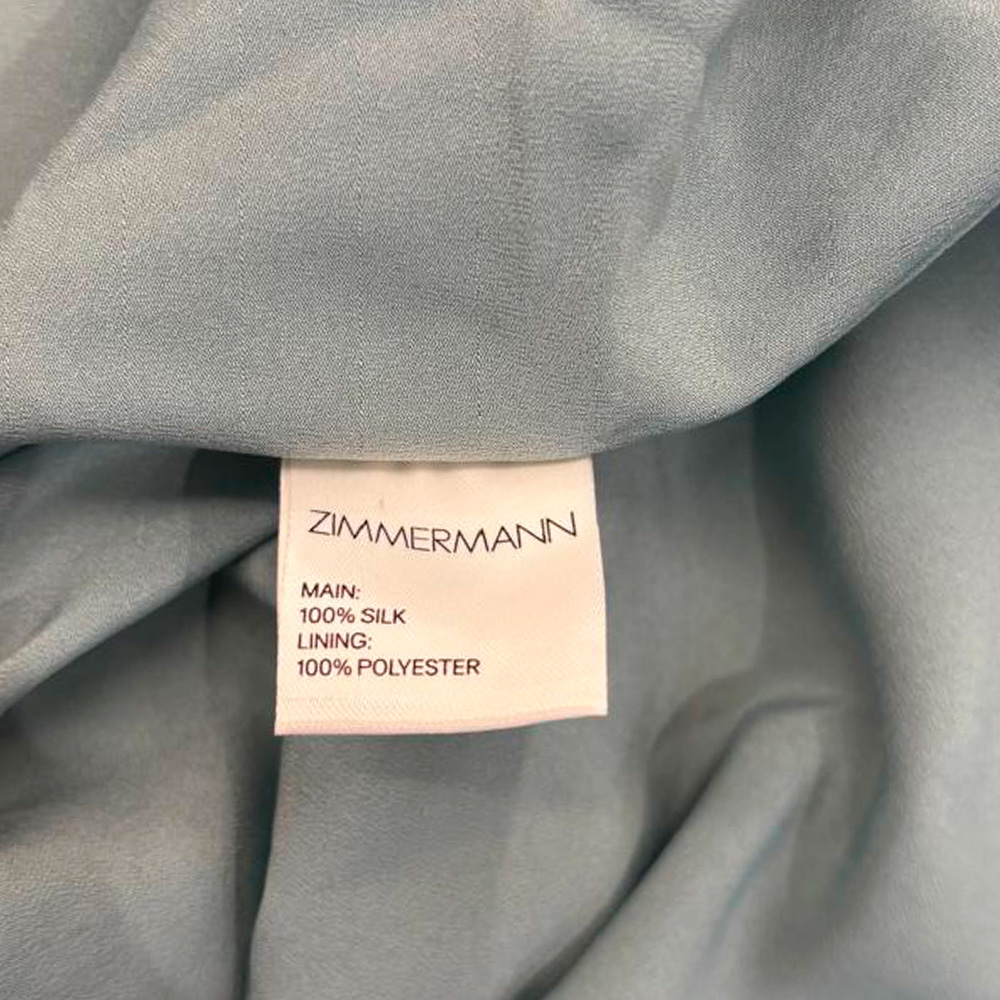 ZIMMERMANN
MAIN:
100% SILK
LINING:
100% POLYESTER